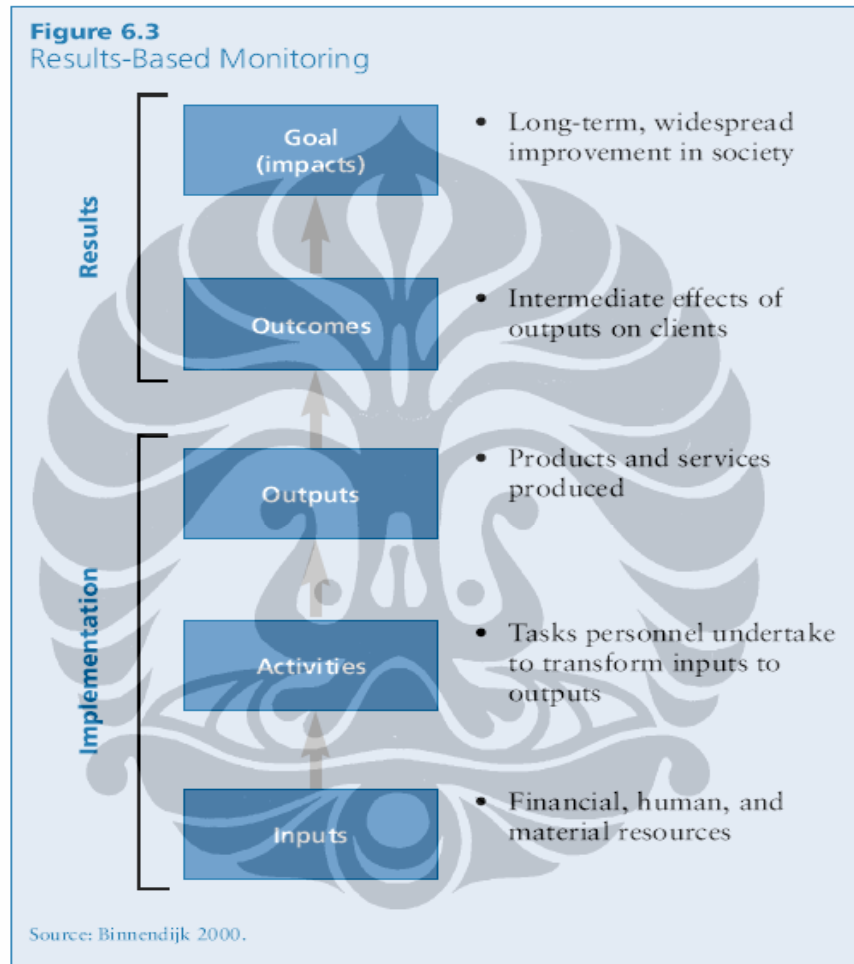 Figure 6.3
Results-Based Monitoring
Results
Goal
(impacts)
• Long-term, widespread
improvement in society
Outcomes
• Intermediate effects of
outputs on clients
Implementation
Outputs
• Products and services
produced
Activities
• Tasks personnel undertake
to transform inputs to
outputs
Inputs
• Financial, human, and
material resources
Source: Binnendijk 2000.